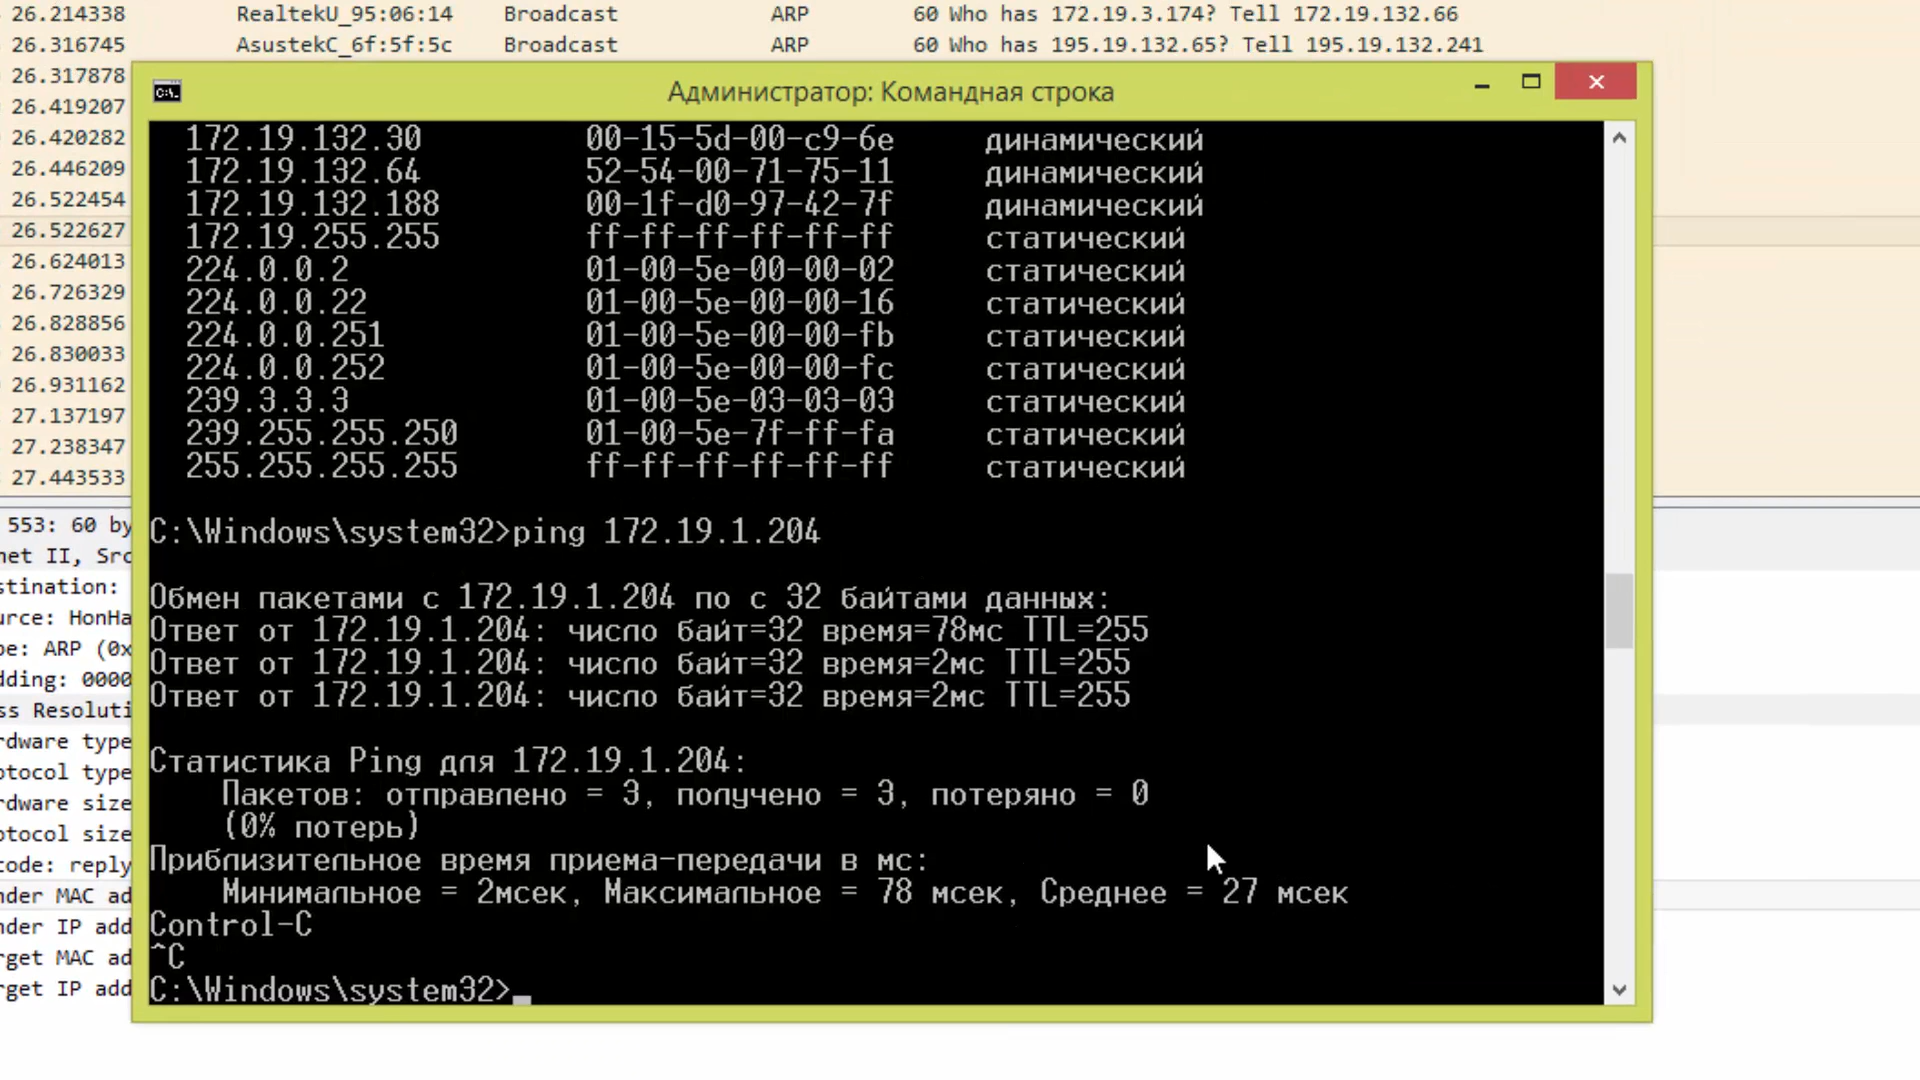 26.214338 RealtekU_95:06:14 Broadcast ARP 60 Who has 172.19.3.174? Tell 172.19.132.66
26.316745 AsustekC_6f:5f:5c Broadcast ARP 60 Who has 195.19.132.65? Tell 195.19.132.241
26.317878
26.419207
26.420282
26.446209
26.522454
26.522627
26.624013
26.726329
26.828856
26.830033
26.931162
27.137197
27.238347
27.443533
Администратор: Командная строка
172.19.132.30 00-15-5d-00-c9-6e динамический
172.19.132.64 52-54-00-71-75-11 динамический
172.19.132.188 00-1f-d0-97-42-7f динамический
172.19.255.255 ff-ff-ff-ff-ff-ff статический
224.0.0.2 01-00-5e-00-00-02 статический
224.0.0.22 01-00-5e-00-00-16 статический
224.0.0.251 01-00-5e-00-00-fb статический
224.0.0.252 01-00-5e-00-00-fc статический
239.3.3.3 01-00-5e-03-03-03 статический
239.255.255.250 01-00-5e-7f-ff-fa статический
255.255.255.255 ff-ff-ff-ff-ff-ff статический
C:\Windows\system32>ping 172.19.1.204
Обмен пакетами с 172.19.1.204 по с 32 байтами данных:
Ответ от 172.19.1.204: число байт=32 время=78мс TTL=255
Ответ от 172.19.1.204: число байт=32 время=2мс TTL=255
Ответ от 172.19.1.204: число байт=32 время=2мс TTL=255
Статистика Ping для 172.19.1.204:
Пакетов: отправлено = 3, получено = 3, потеряно = 0
(0% потерь)
Приблизительное время приема-передачи в мс:
Минимальное = 2мсек, Максимальное = 78 мсек, Среднее = 27 мсек
Control-C
^C
C:\Windows\system32>
553: 60 by
net II, Src
stination:
urce: HonHa
pe: ARP (0x
dding: 0000
ss Resoluti
rdware type
otocol type
rdware size
otocol size
code: reply
nder MAC ad
nder IP add
rget MAC ad
rget IP add